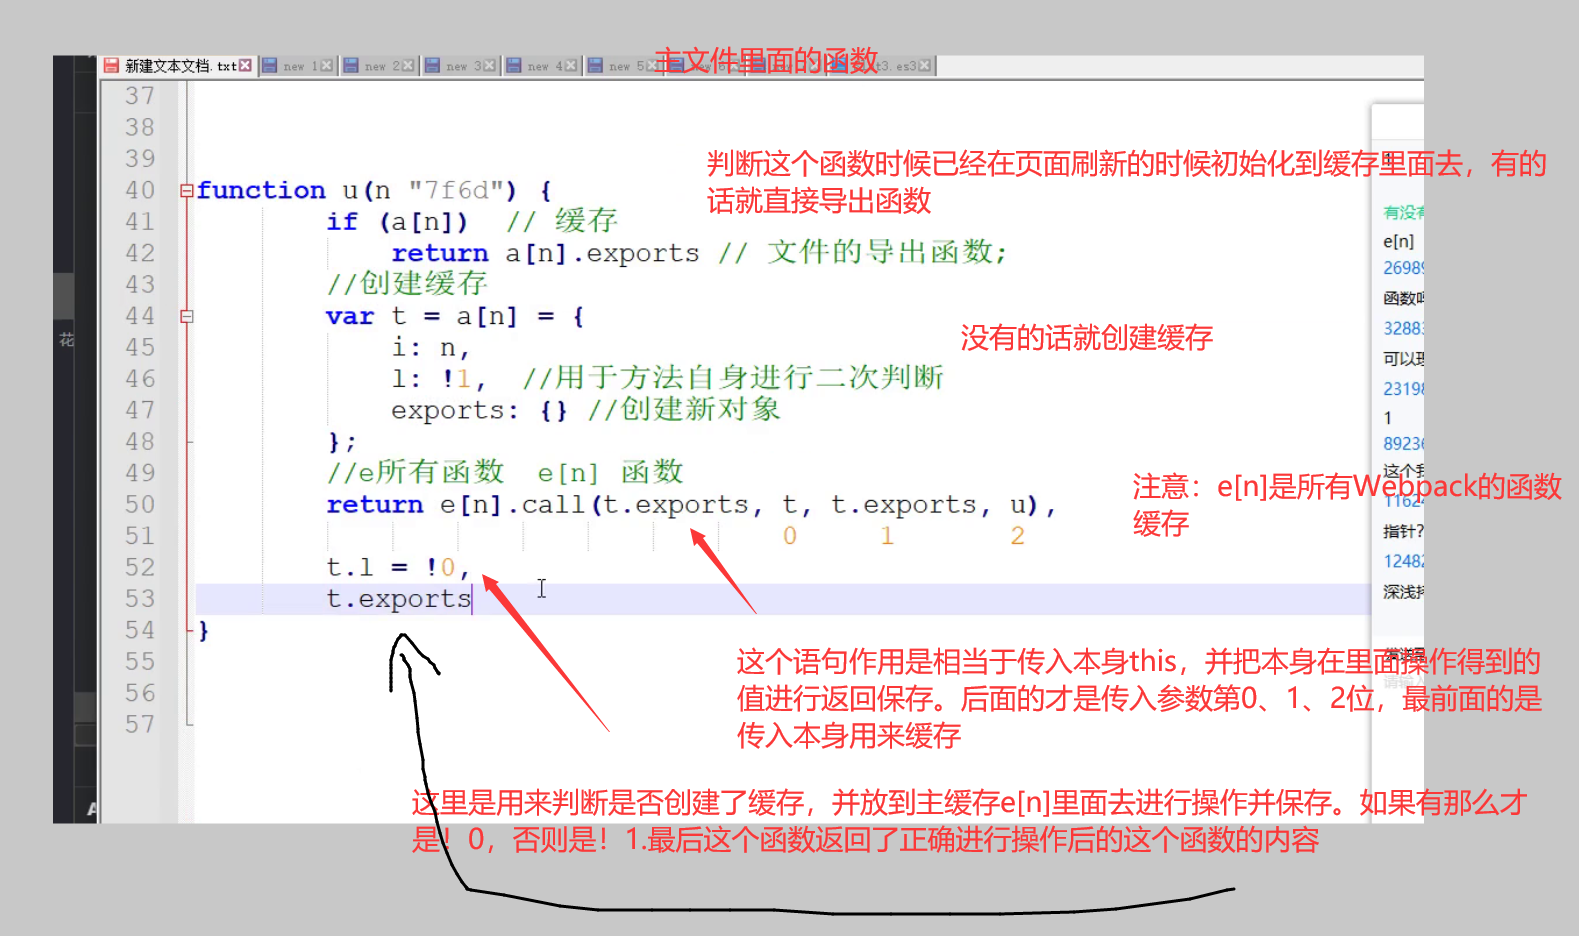 新建文本文档.txt new 1 new 2 new 3 new 4 new 5
主文件里面的函数
37
38
39
判断这个函数时候已经在页面刷新的时候初始化到缓存里面去，有的
话就直接导出函数
40 function u(n "7f6d") {
41 if (a[n]) // 缓存
42 return a[n].exports // 文件的导出函数;
43 //创建缓存
44 var t = a[n] = {
没有的话就创建缓存
45 i: n,
46 l: !1, //用于方法自身进行二次判断
47 exports: {} //创建新对象
48 };
49 //e所有函数 e[n] 函数
50 return e[n].call(t.exports, t, t.exports, u),
注意：e[n]是所有Webpack的函数
缓存
51 0 1 2
52 t.l = !0,
53 t.exports
54 }
55
56
57
这个语句作用是相当于传入本身this，并把本身在里面操作得到的
值进行返回保存。后面的才是传入参数第0、1、2位，最前面的是
传入本身用来缓存
这里是用来判断是否创建了缓存，并放到主缓存e[n]里面去进行操作并保存。如果有那么才
是！0，否则是！1.最后这个函数返回了正确进行操作后的这个函数的内容
花
有没有
e[n]
26989
函数
32883
可以
23198
1
89236
这个
11624
指针?
12482
深浅